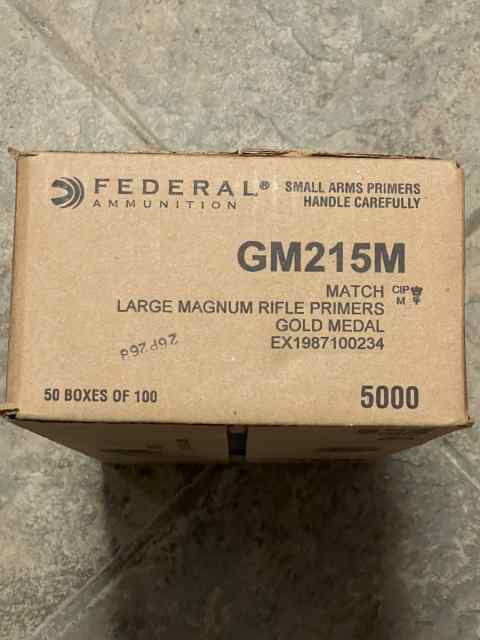 FEDERAL®
AMMUNITION
SMALL ARMS PRIMERS
HANDLE CAREFULLY
GM215M
MATCH
CIP
M
LARGE MAGNUM RIFLE PRIMERS
GOLD MEDAL
EX1987100234
50 BOXES OF 100
5000